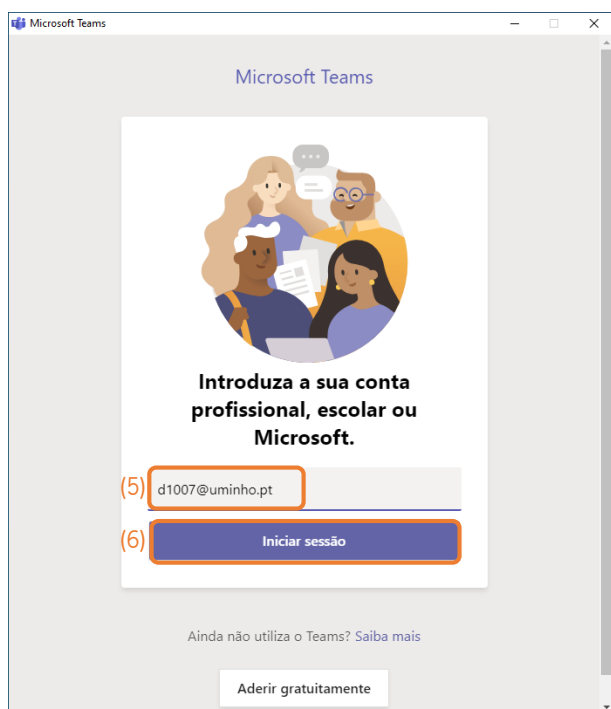 Microsoft Teams
Microsoft Teams
Introduza a sua conta
profissional, escolar ou
Microsoft.
(5) d1007@uminho.pt
(6) Iniciar sessão
Ainda não utiliza o Teams? Saiba mais
Aderir gratuitamente